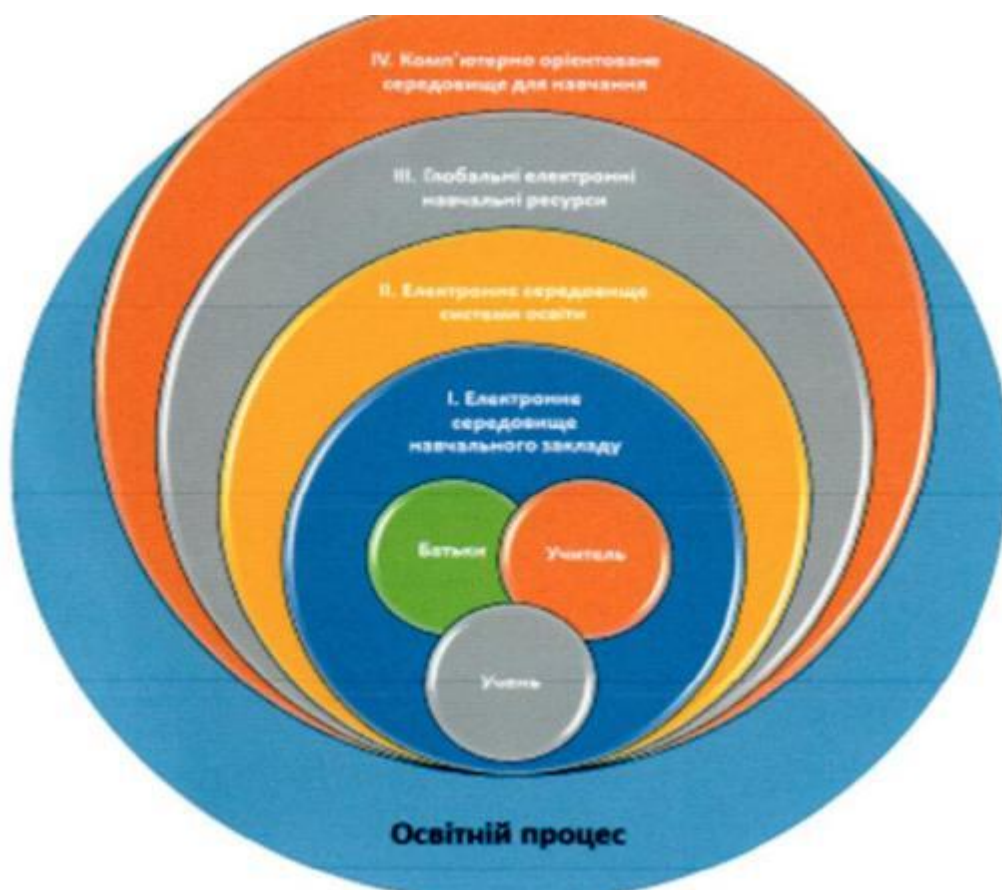 IV. Комп'ютерно орієнтоване
середовище для навчання
III. Глобальні електронні
навчальні ресурси
II. Електронне середовище
системи освіти
I. Електронне
середовище
навчального закладу
Батьки
Учитель
Учень
Освітній процес